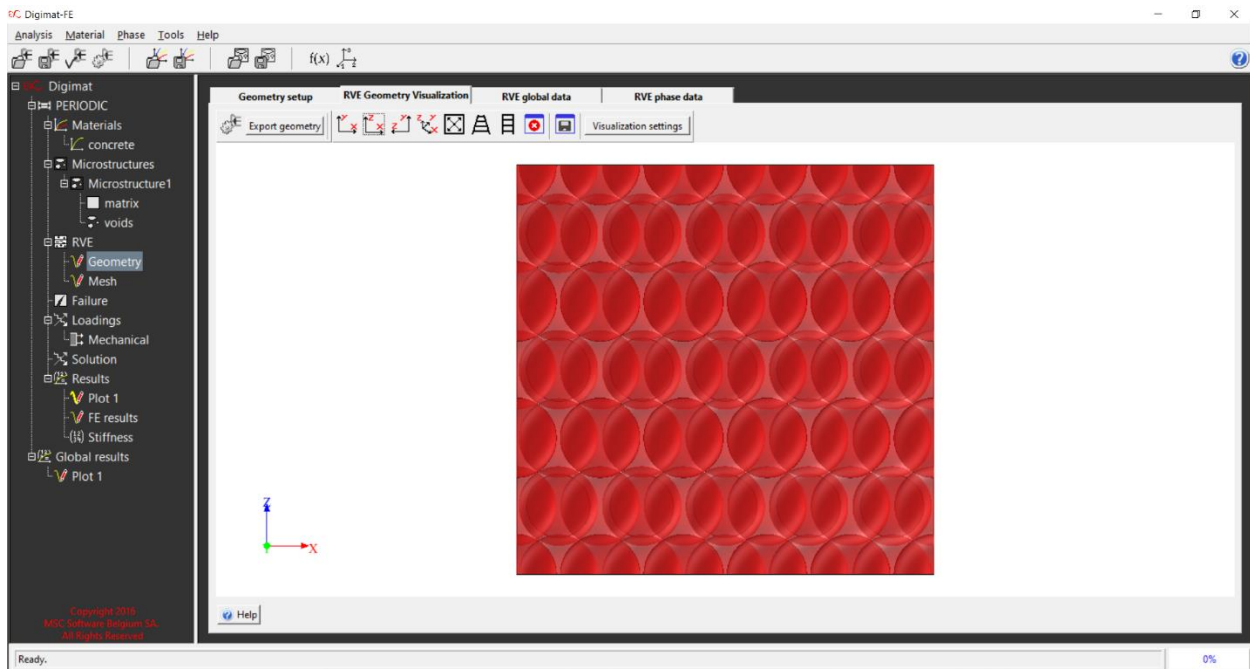 Digimat-FE
Analysis Material Phase Tools Help
f(x)
Digimat
PERIODIC
Materials
concrete
Microstructures
Microstructure1
matrix
voids
RVE
Geometry
Mesh
Failure
Loadings
Mechanical
Solution
Results
Plot 1
FE results
Stiffness
Global results
Plot 1
Copyright 2016
MSC Software Belgium SA.
All Rights Reserved
Geometry setup RVE Geometry Visualization RVE global data RVE phase data
Export geometry Visualization settings
Z
X
Help
Ready. 0%